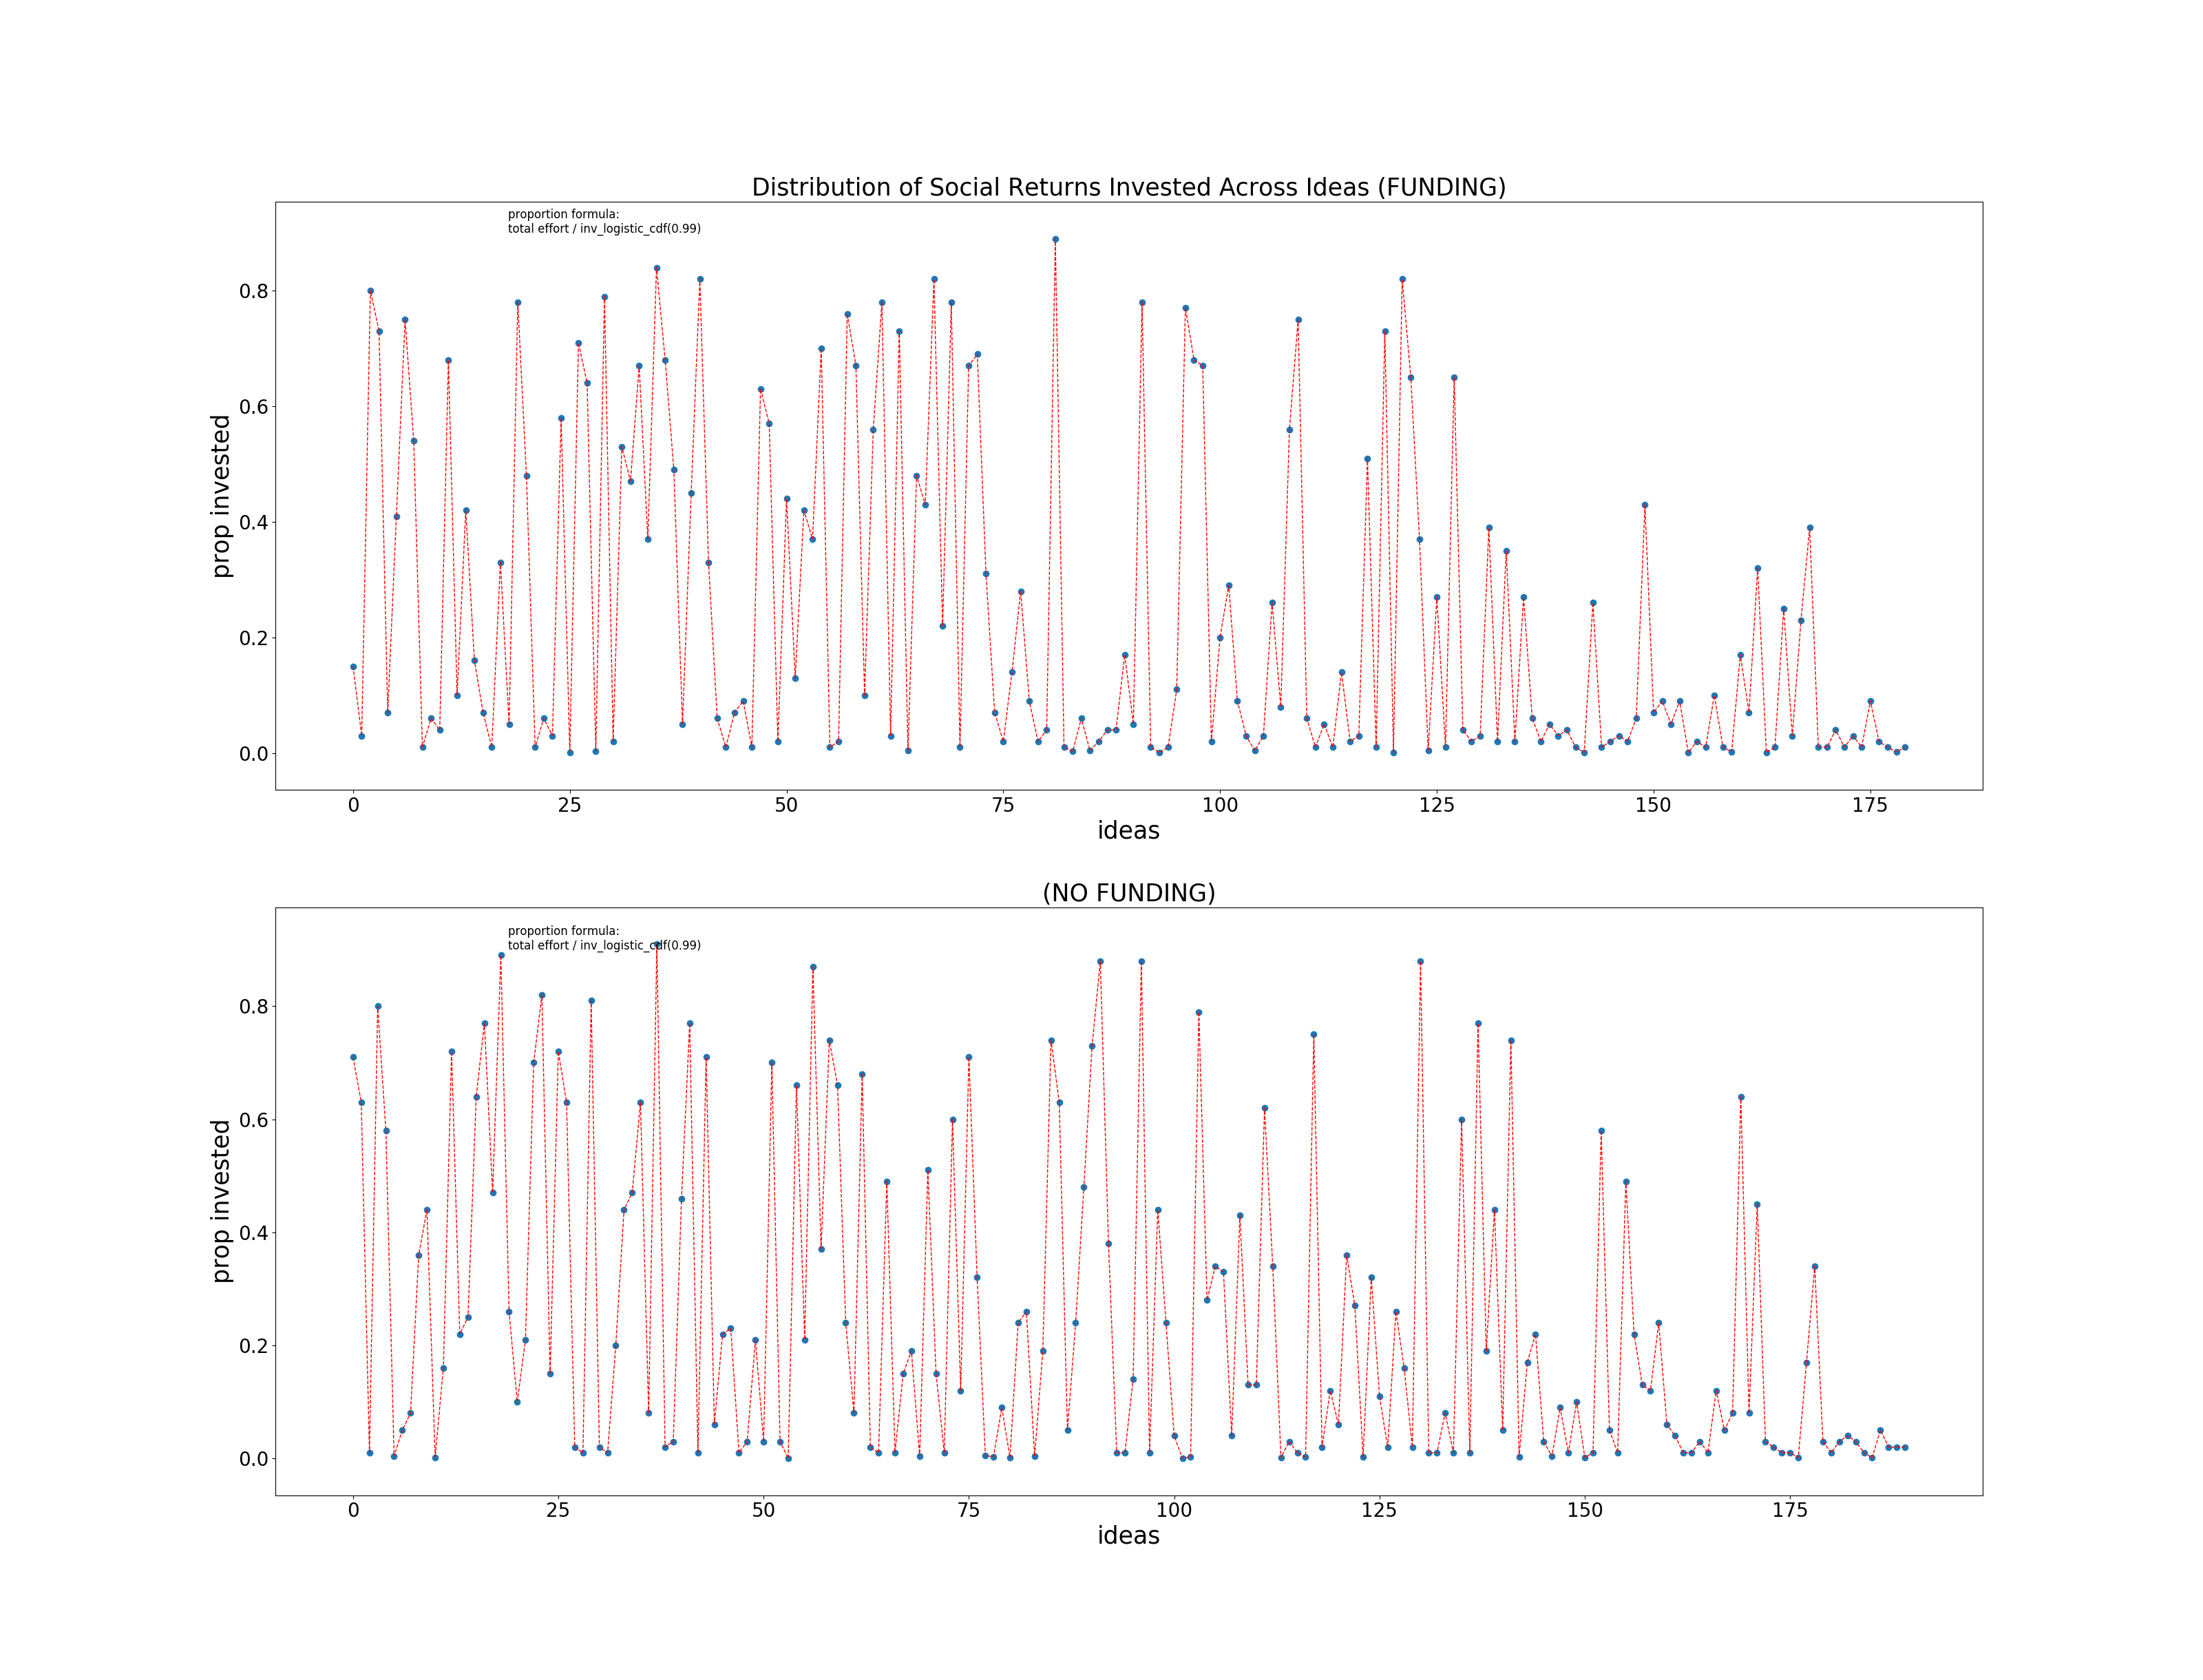 Distribution of Social Returns Invested Across Ideas (FUNDING)
proportion formula:
total effort / inv_logistic_cdf(0.99)
prop invested
0.8
0.6
0.4
0.2
0.0
0 25 50 75 100 125 150 175
ideas
(NO FUNDING)
proportion formula:
total effort / inv_logistic_cdf(0.99)
prop invested
0.8
0.6
0.4
0.2
0.0
0 25 50 75 100 125 150 175
ideas